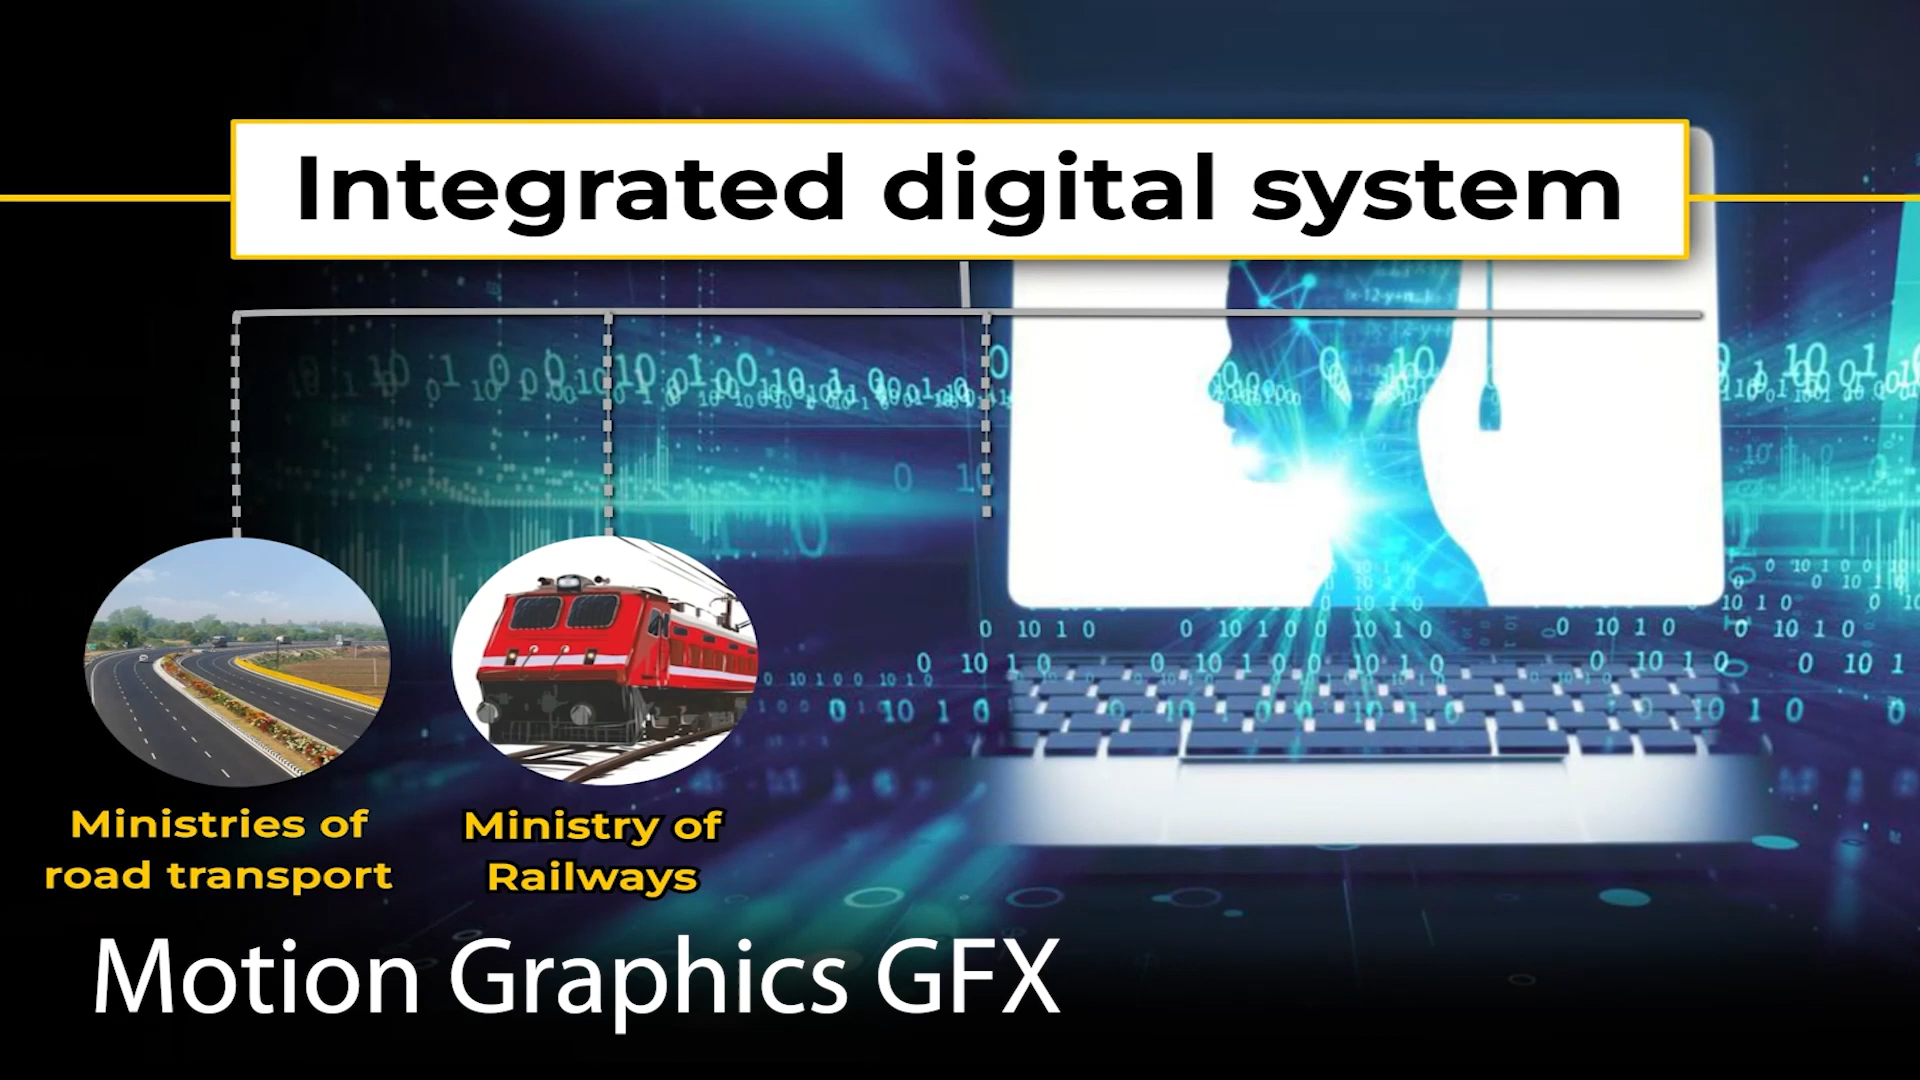 Integrated digital system
Ministries of
road transport
Ministry of
Railways
Motion Graphics GFX